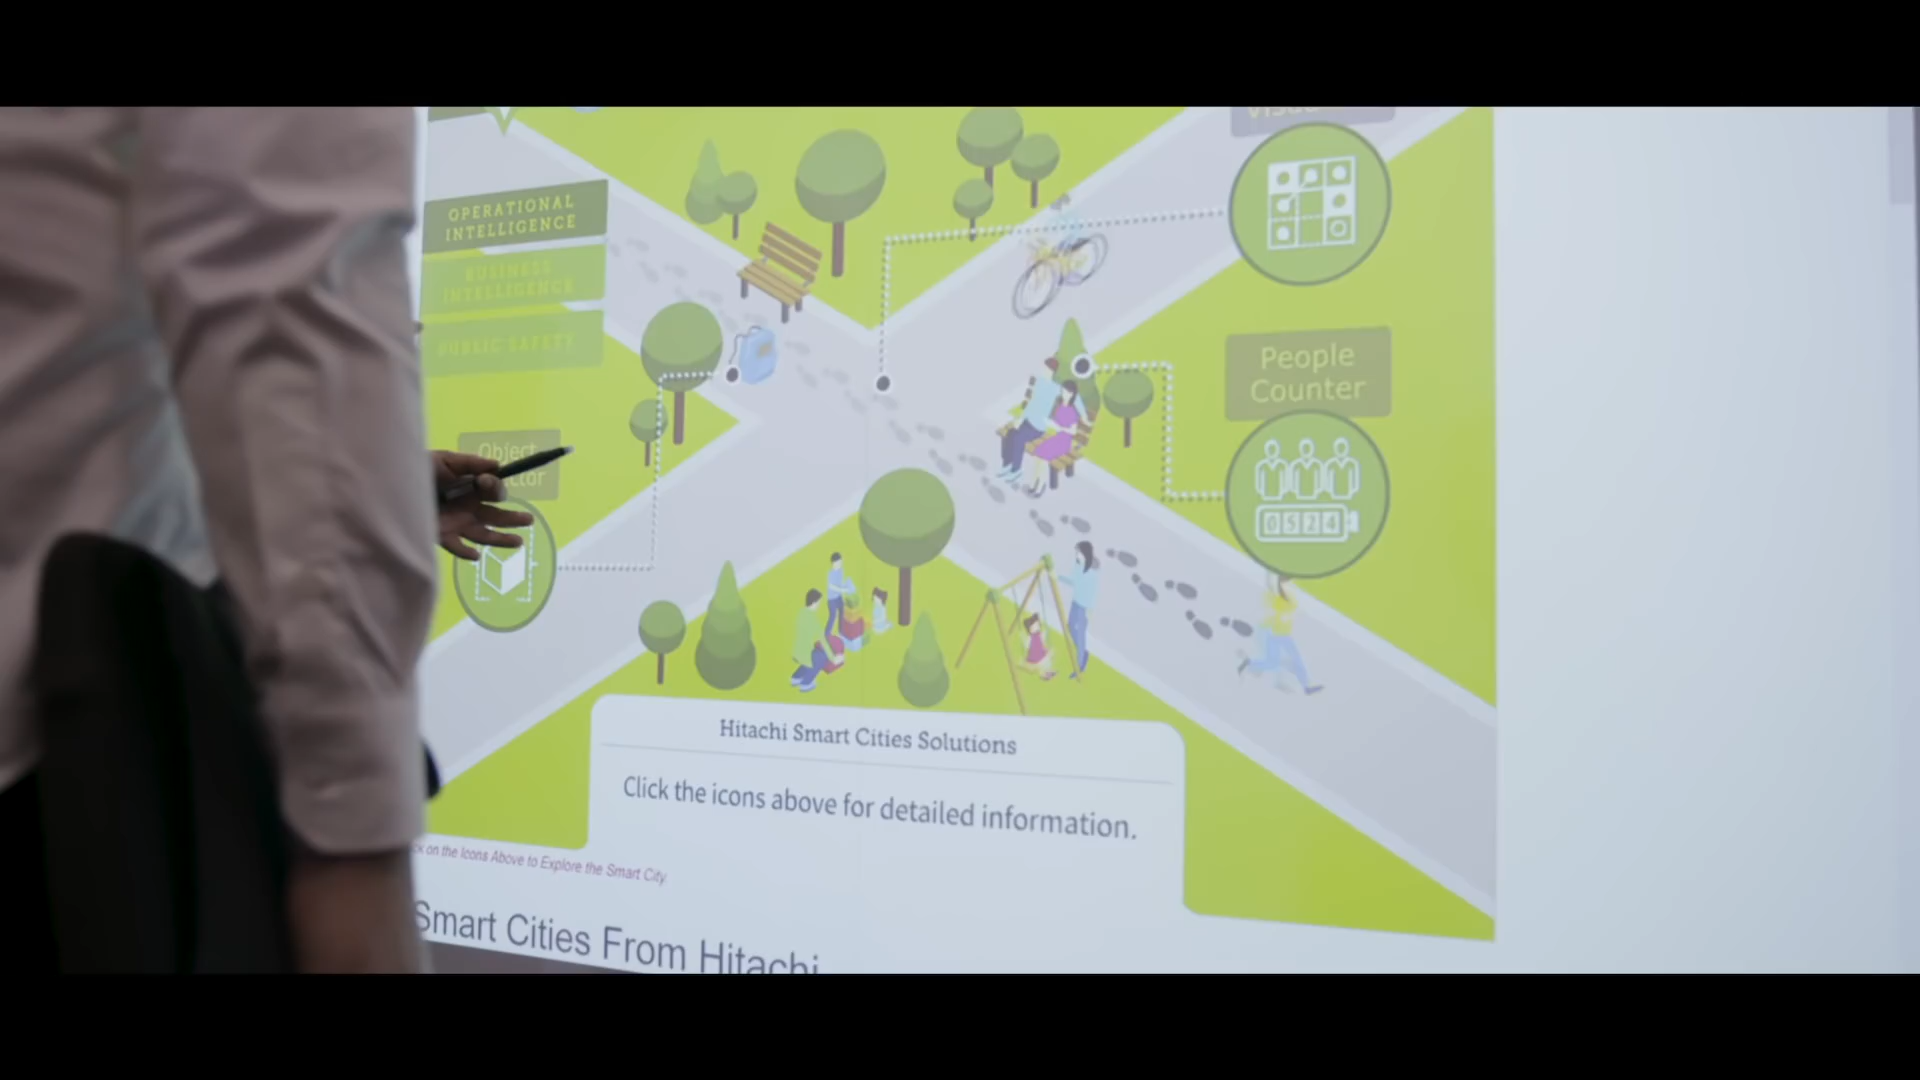 OPERATIONAL
INTELLIGENCE
BUSINESS
INTELLIGENCE
PUBLIC SAFETY
Object
People
Counter
0524
Hitachi Smart Cities Solutions
Click the icons above for detailed information.
on the Icons Above to Explore the Smart City
Smart Cities From Hitachi